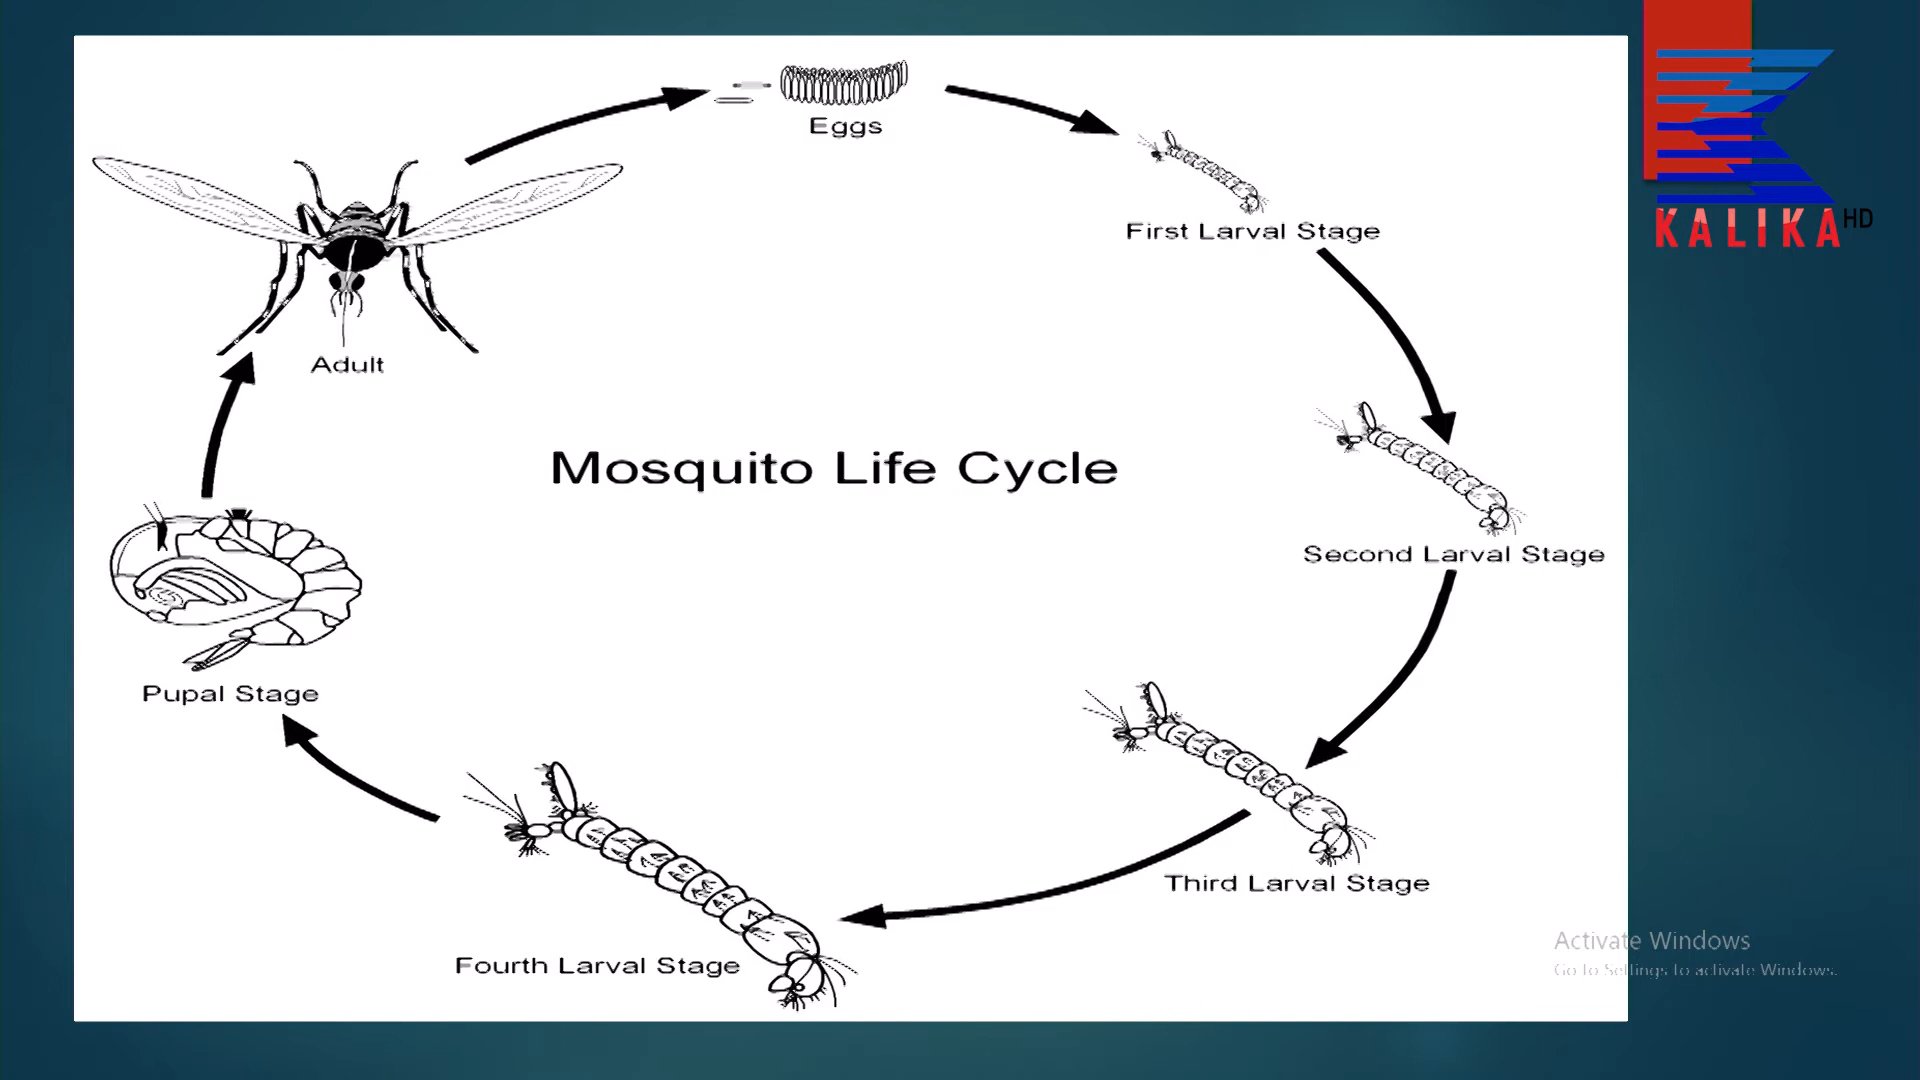 Eggs
First Larval Stage
KALIKA HD
Adult
Mosquito Life Cycle
Second Larval Stage
Pupal Stage
Third Larval Stage
Fourth Larval Stage
Activate Windows
Go to Settings to activate Windows.